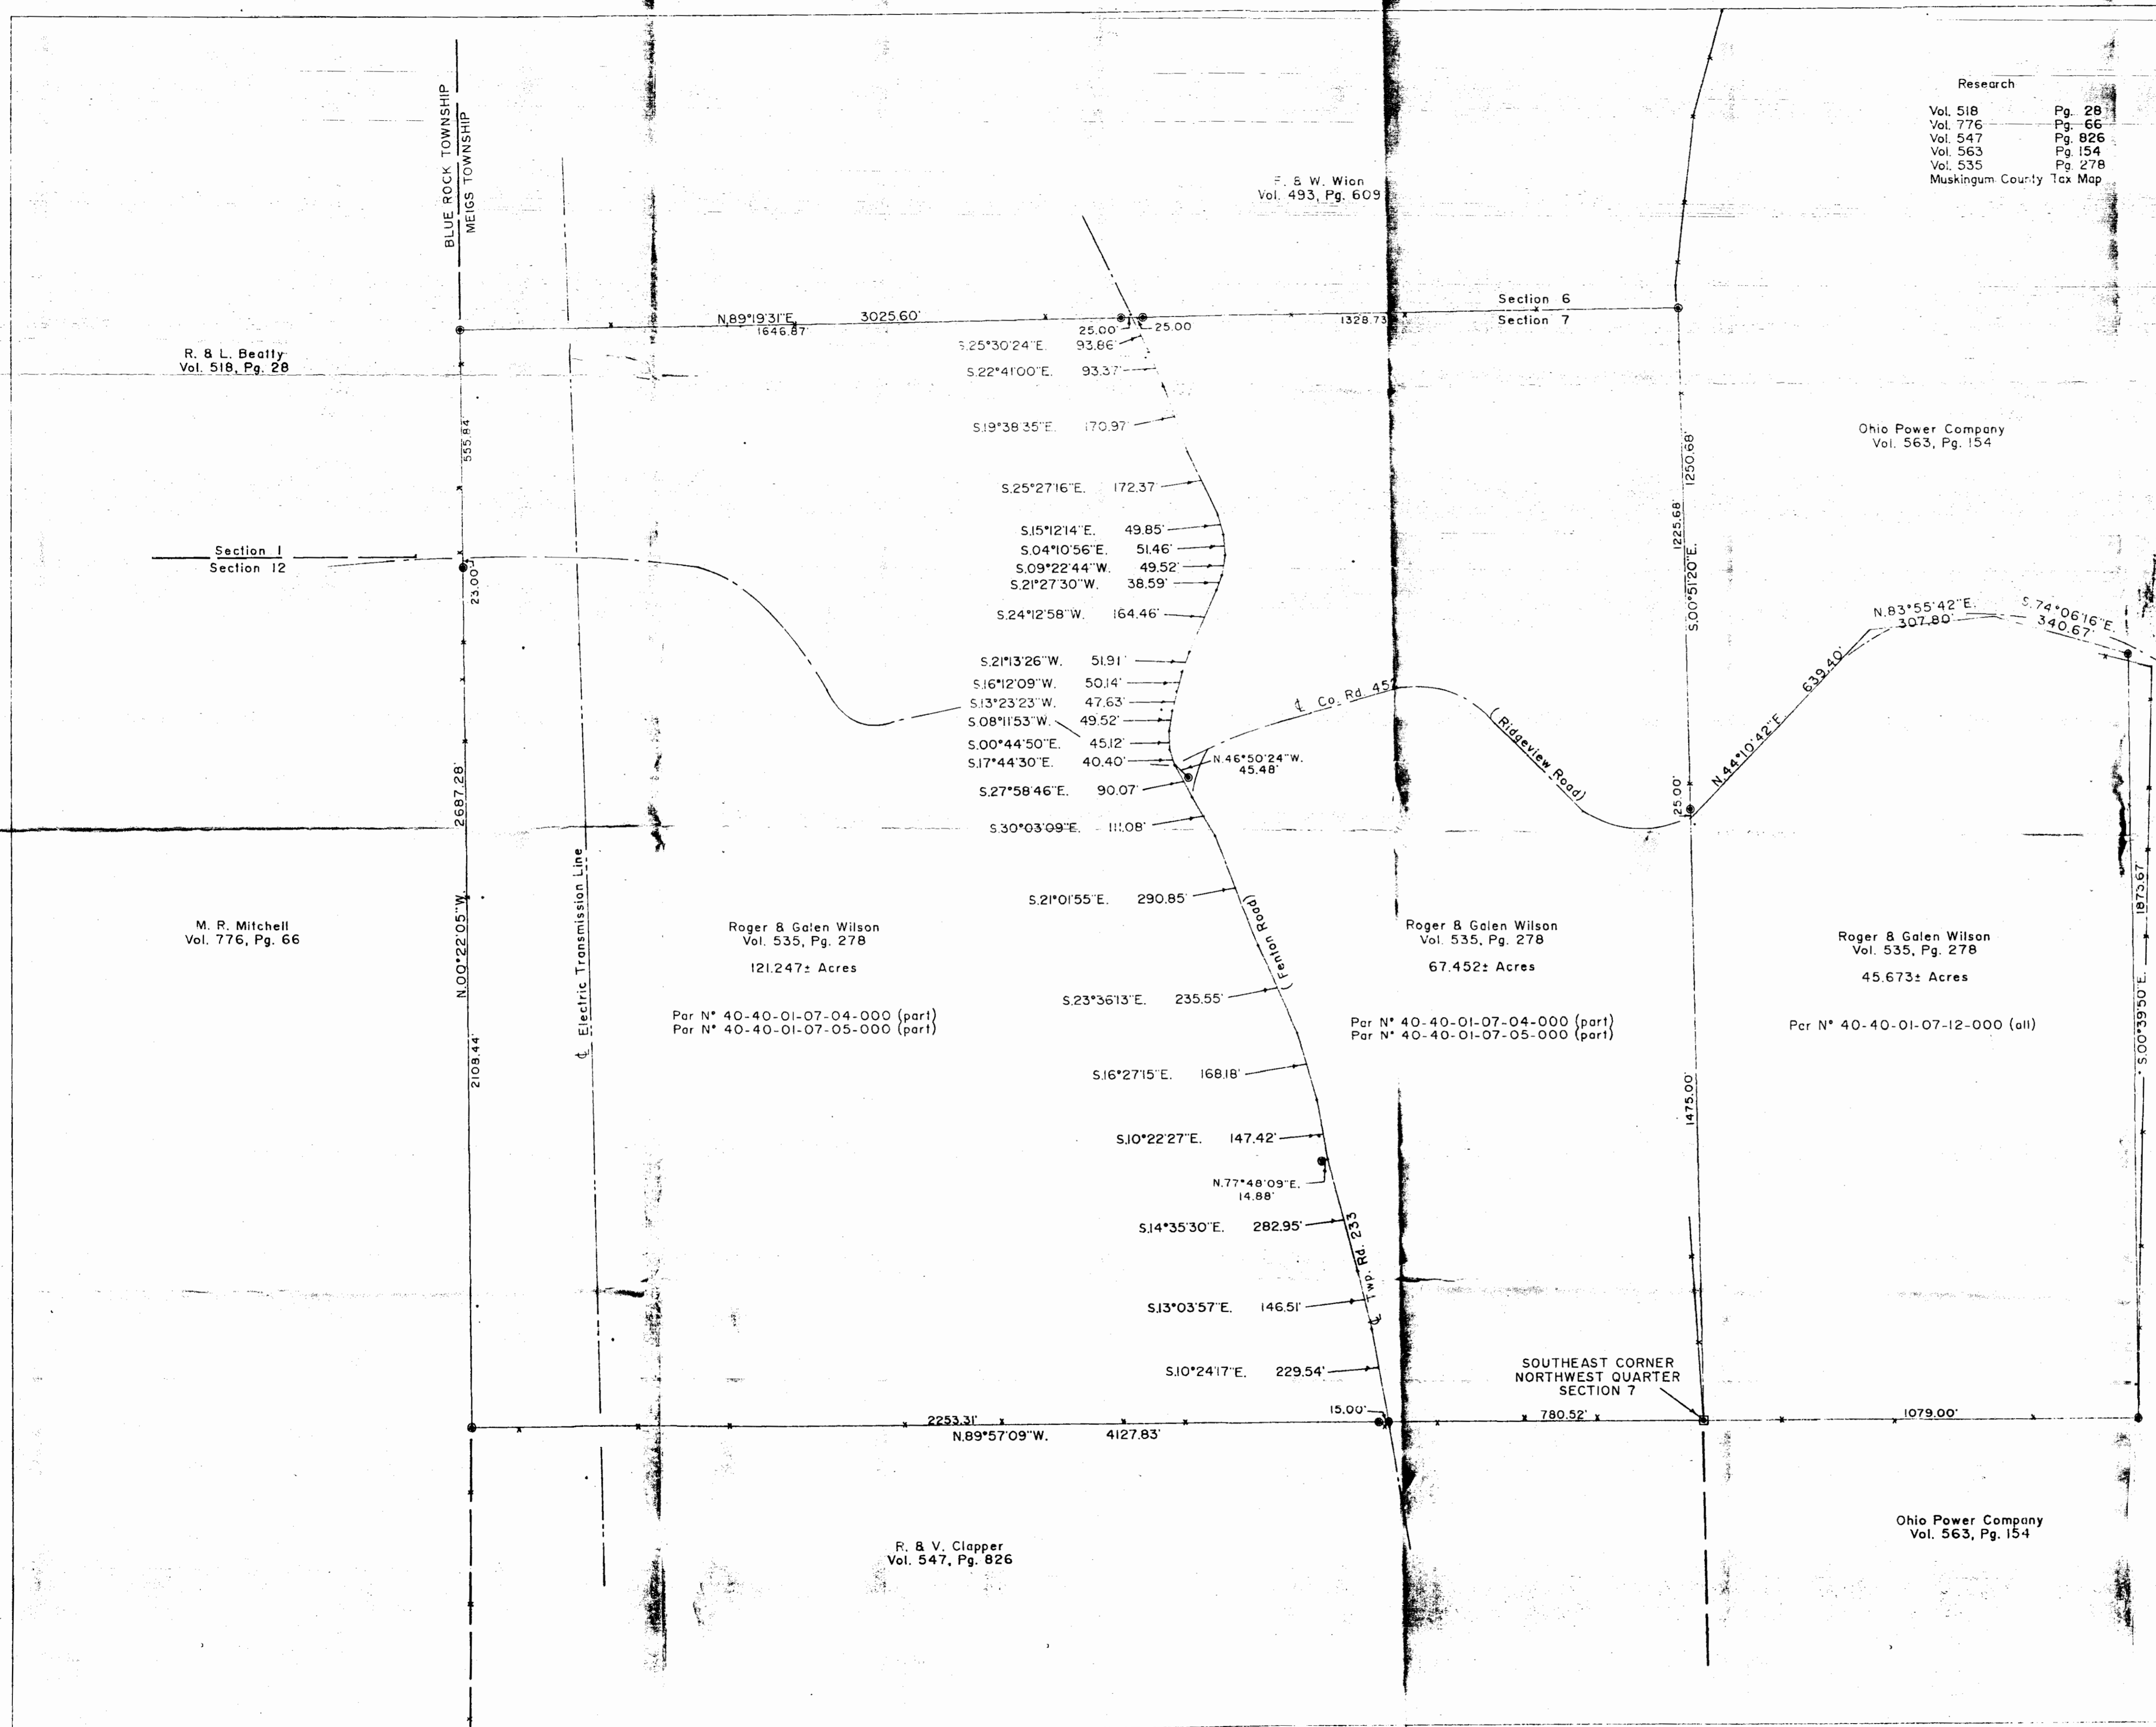 Research
Vol. 518 Pg. 28
Vol. 776 Pg. 66
Vol. 547 Pg. 826
Vol. 563 Pg. 154
Vol. 535 Pg. 278
Muskingum County Tax Map
BLUE ROCK TOWNSHIP
MEIGS TOWNSHIP
F. & W. Wion
Vol. 493, Pg. 609
Section 6
Section 7
N.89°19'31"E. 3025.60'
1646.87'
25.00'
25.00
1328.73'
R. & L. Beatty
Vol. 518, Pg. 28
S.25°30'24"E. 93.86'
S.22°41'00"E. 93.37'
S.19°38'35"E. 170.97'
S.25°27'16"E. 172.37'
S.15°12'14"E. 49.85'
S.04°10'56"E. 51.46'
S.09°22'44"W. 49.52'
S.21°27'30"W. 38.59'
S.24°12'58"W. 164.46'
S.21°13'26"W. 51.91'
S.16°12'09"W. 50.14'
S.13°23'23"W. 47.63'
S.08°11'53"W. 49.52'
S.00°44'50"E. 45.12'
S.17°44'30"E. 40.40'
N.46°50'24"W.
45.48'
S.27°58'46"E. 90.07'
S.30°03'09"E. 111.08'
S.21°01'55"E. 290.85'
S.23°36'13"E. 235.55'
S.16°27'15"E. 168.18'
S.10°22'27"E. 147.42'
N.77°48'09"E.
14.88'
S.14°35'30"E. 282.95'
S.13°03'57"E. 146.51'
S.10°24'17"E. 229.54'
Ohio Power Company
Vol. 563, Pg. 154
555.84'
Section 1
Section 12
23.00'
2687.28'
N.00°22'05"W.
2108.44'
℄ Electric Transmission Line
℄ Co. Rd. 452
(Ridgeview Road)
(Fenton Road)
℄ Twp. Rd. 233
1250.68'
1225.68'
S.00°51'20"E.
25.00'
1475.00'
N.44°10'42"E.
639.40'
N.83°55'42"E.
307.80'
S.74°06'16"E.
340.67'
1873.67'
S.00°39'50"E.
M. R. Mitchell
Vol. 776, Pg. 66
Roger & Galen Wilson
Vol. 535, Pg. 278
121.247± Acres
Par N° 40-40-01-07-04-000 (part)
Par N° 40-40-01-07-05-000 (part)
Roger & Galen Wilson
Vol. 535, Pg. 278
67.452± Acres
Par N° 40-40-01-07-04-000 (part)
Par N° 40-40-01-07-05-000 (part)
Roger & Galen Wilson
Vol. 535, Pg. 278
45.673± Acres
Par N° 40-40-01-07-12-000 (all)
SOUTHEAST CORNER
NORTHWEST QUARTER
SECTION 7
2253.31'
15.00'
780.52'
1079.00'
N.89°57'09"W. 4127.83'
R. & V. Clapper
Vol. 547, Pg. 826
Ohio Power Company
Vol. 563, Pg. 154